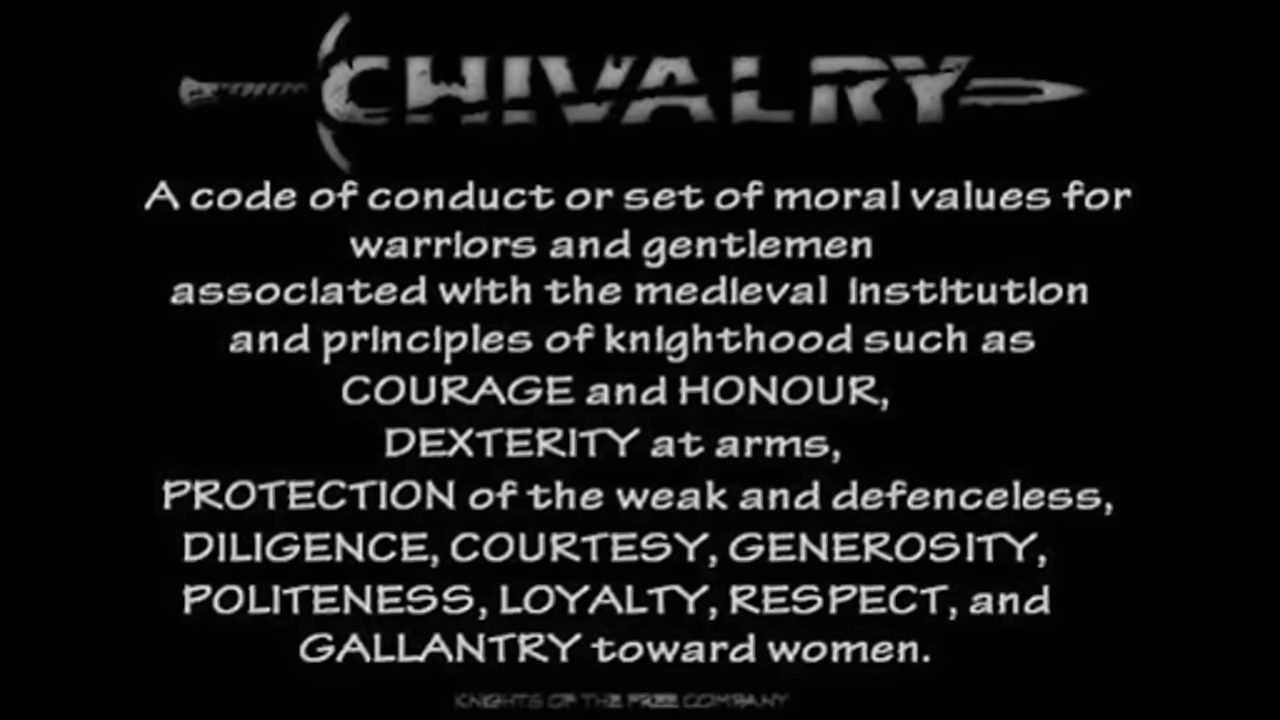 CHIVALRY
A code of conduct or set of moral values for
warriors and gentlemen
associated with the medieval institution
and principles of knighthood such as
COURAGE and HONOUR,
DEXTERITY at arms,
PROTECTION of the weak and defenceless,
DILIGENCE, COURTESY, GENEROSITY,
POLITENESS, LOYALTY, RESPECT, and
GALLANTRY toward women.
KNIGHTS OF THE FREE COMPANY